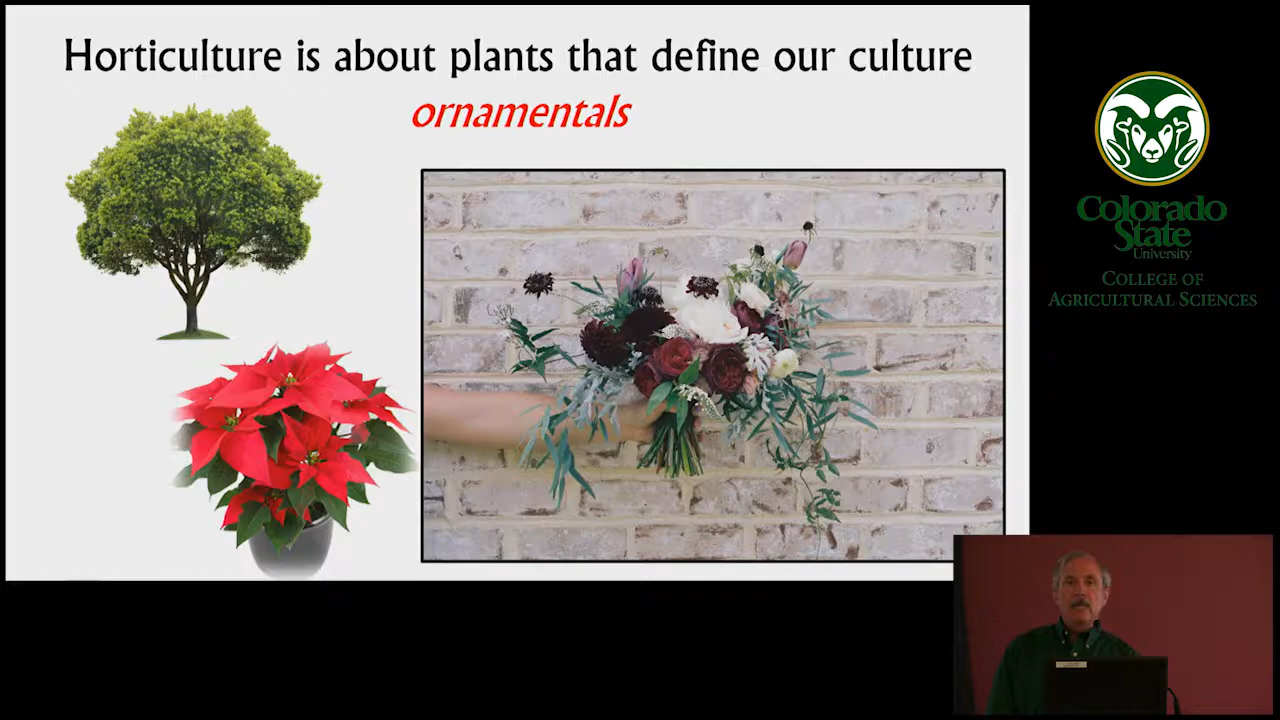 Horticulture is about plants that define our culture
ornamentals
Colorado
State
University
COLLEGE OF
AGRICULTURAL SCIENCES